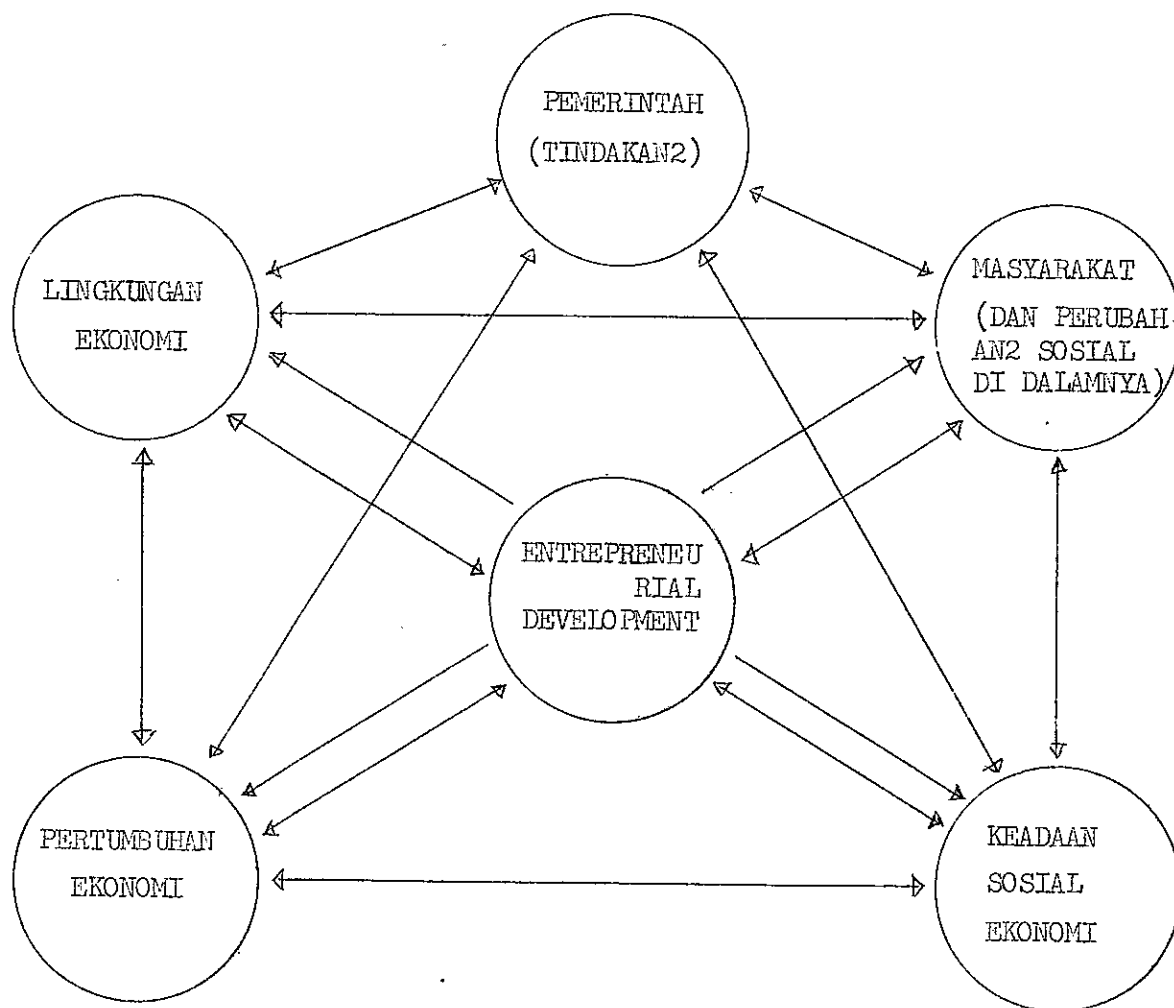 PEMERINTAH
(TINDAKAN2)
LINGKUNGAN
EKONOMI
MASYARAKAT
(DAN PERUBAH-
AN2 SOSIAL
DI DALAMNYA)
ENTREPRENEU
RIAL
DEVELOPMENT
PERTUMBUHAN
EKONOMI
KEADAAN
SOSIAL
EKONOMI